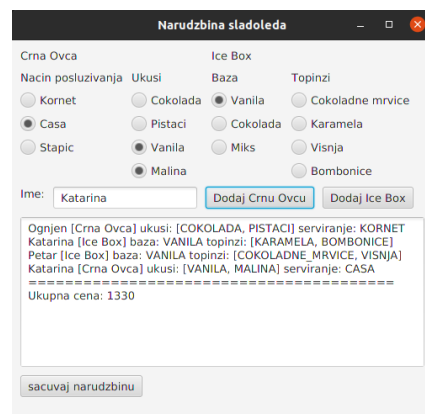 Narudzbina sladoleda
Crna Ovca Ice Box
Nacin posluzivanja Ukusi Baza Topinzi
Kornet Cokolada Vanila Cokoladne mrvice
Casa Pistaci Cokolada Karamela
Stapic Vanila Miks Visnja
Malina Bombonice
Ime: Katarina Dodaj Crnu Ovcu Dodaj Ice Box
Ognjen [Crna Ovca] ukusi: [COKOLADA, PISTACI] serviranje: KORNET
Katarina [Ice Box] baza: VANILA topinzi: [KARAMELA, BOMBONICE]
Petar [Ice Box] baza: VANILA topinzi: [COKOLADNE_MRVICE, VISNJA]
Katarina [Crna Ovca] ukusi: [VANILA, MALINA] serviranje: CASA
========================================
Ukupna cena: 1330
sacuvaj narudzbinu